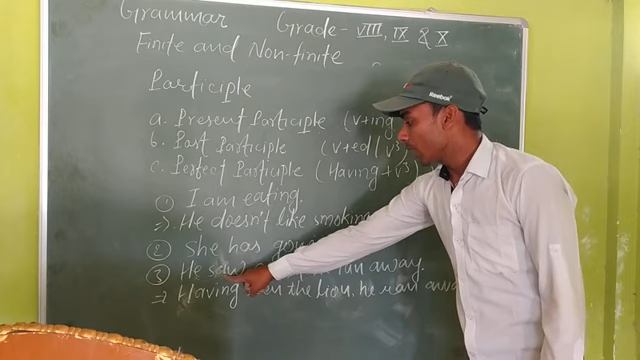 Grammar Grade- VIII, IX & X
Finite and Non-finite
Participle
a. Present Participle (v+ing
b. Past Participle (v+ed/v³)
c. Perfect Participle (Having+v³)
① I am eating.
⇒ He doesn't like smoking
② She has
③ He saw run away.
⇒ Having the lion, he ran
Reebok